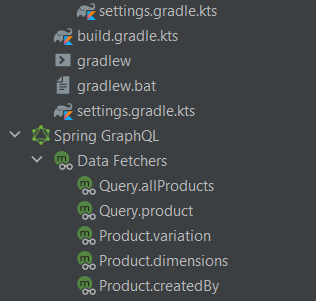 settings.gradle.kts
build.gradle.kts
gradlew
gradlew.bat
settings.gradle.kts
Spring GraphQL
Data Fetchers
Query.allProducts
Query.product
Product.variation
Product.dimensions
Product.createdBy